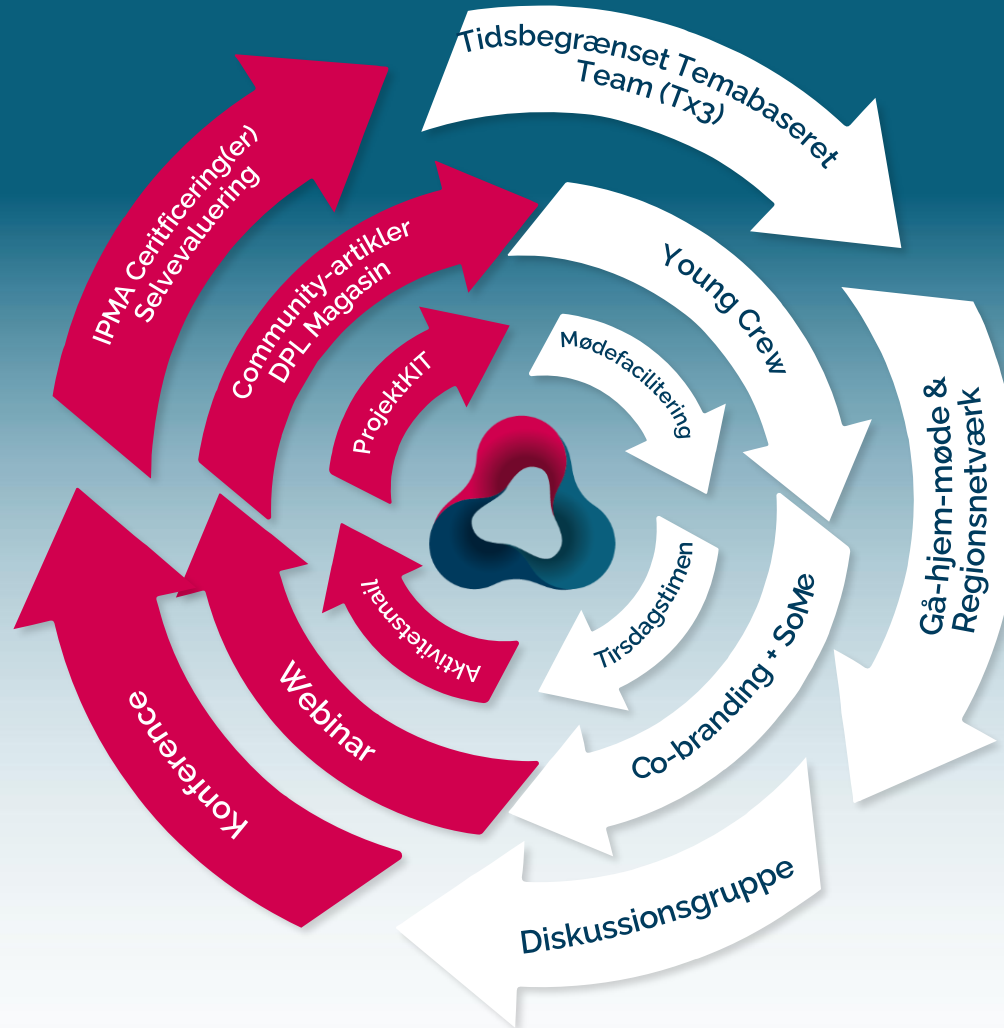 Tidsbegrænset Temabaseret
Team (Tx3)
IPMA Ceritficering(er)
Selvevaluering
Community-artikler
DPL Magasin
Young Crew
ProjektKIT
Mødefacilitering
Gå-hjem-møde &
Regionsnetværk
Aktivitetsmail
Tirsdagstimen
Webinar
Co-branding + SoMe
Konference
Diskussionsgruppe